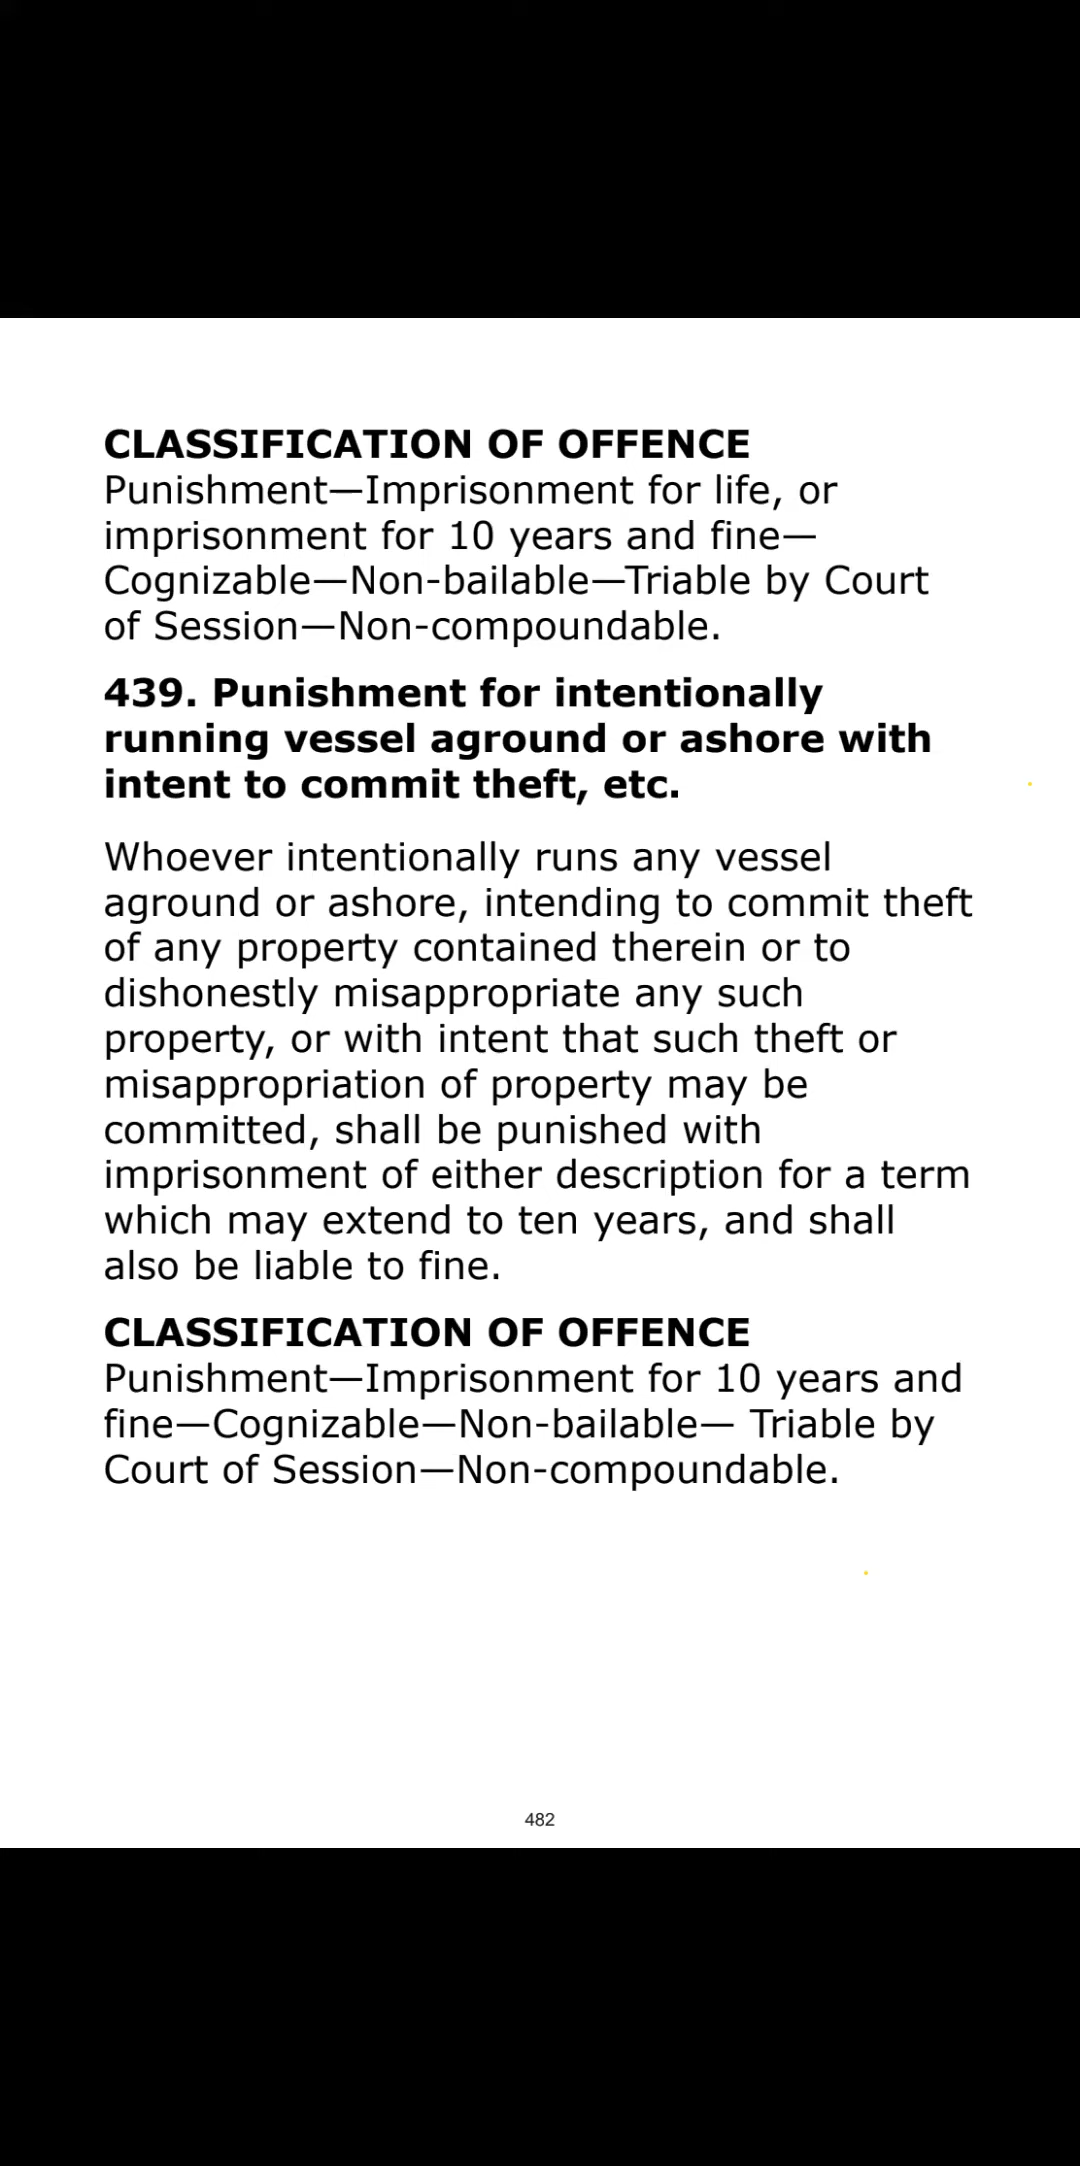 CLASSIFICATION OF OFFENCE
Punishment—Imprisonment for life, or
imprisonment for 10 years and fine—
Cognizable—Non-bailable—Triable by Court
of Session—Non-compoundable.
439. Punishment for intentionally
running vessel aground or ashore with
intent to commit theft, etc.
Whoever intentionally runs any vessel
aground or ashore, intending to commit theft
of any property contained therein or to
dishonestly misappropriate any such
property, or with intent that such theft or
misappropriation of property may be
committed, shall be punished with
imprisonment of either description for a term
which may extend to ten years, and shall
also be liable to fine.
CLASSIFICATION OF OFFENCE
Punishment—Imprisonment for 10 years and
fine—Cognizable—Non-bailable— Triable by
Court of Session—Non-compoundable.
482